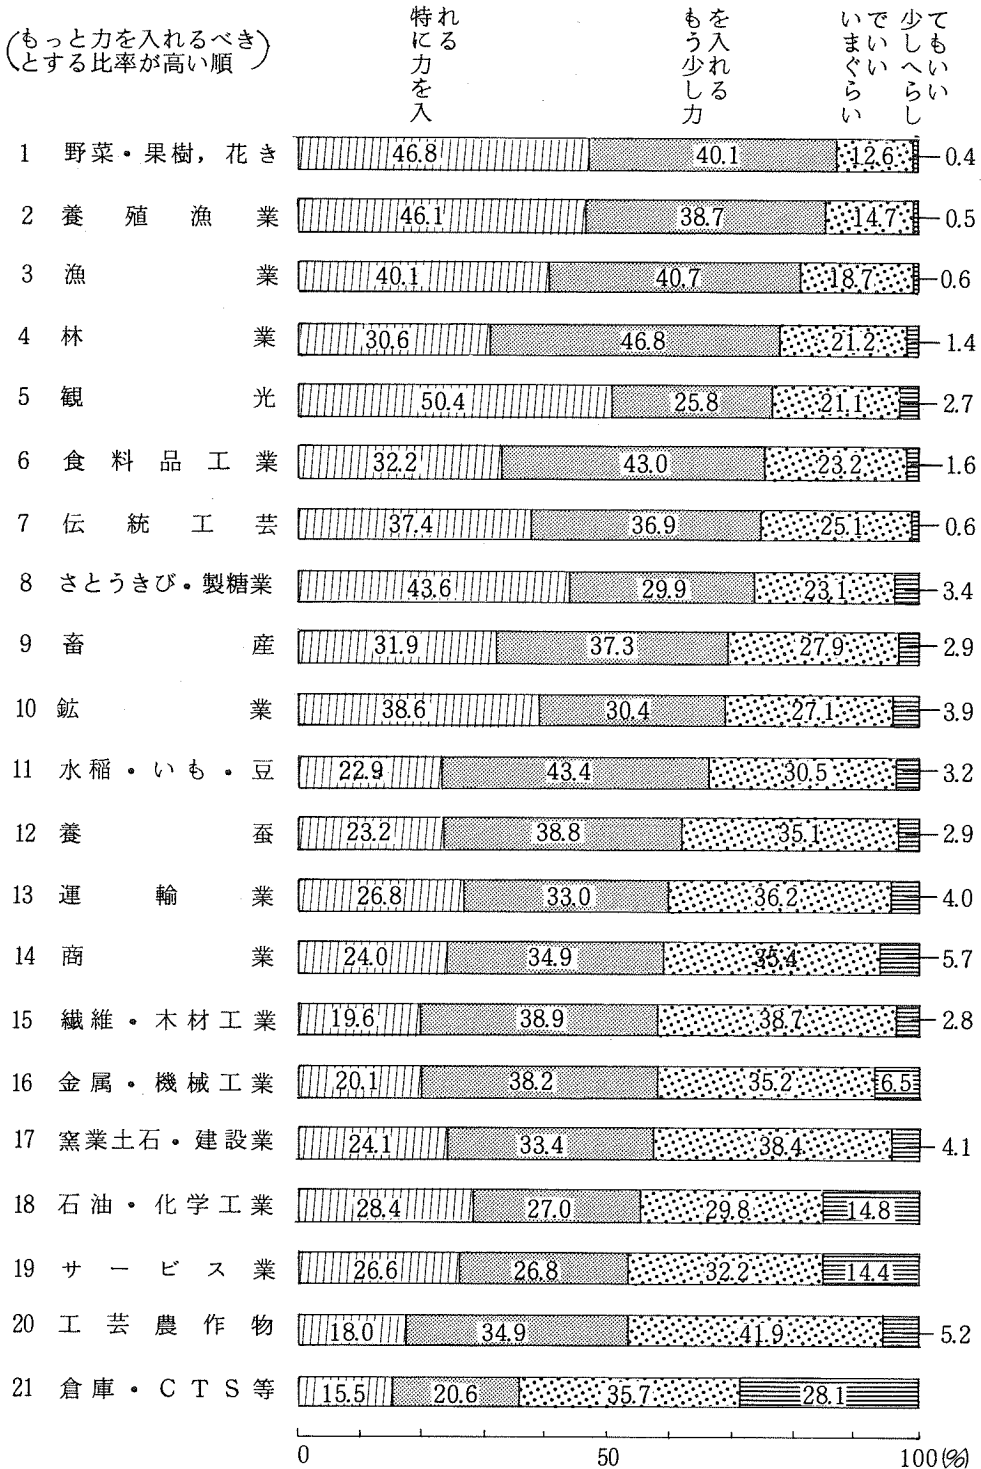 (もっと力を入れるべき
とする比率が高い順)
特に力を入
れる
もう少し力
を入れる
いまぐらい
でいい
少しへらし
てもいい
1 野菜・果樹,花き 46.8 40.1 12.6 0.4
2 養殖漁業 46.1 38.7 14.7 0.5
3 漁業 40.1 40.7 18.7 0.6
4 林業 30.6 46.8 21.2 1.4
5 観光 50.4 25.8 21.1 2.7
6 食料品工業 32.2 43.0 23.2 1.6
7 伝統工芸 37.4 36.9 25.1 0.6
8 さとうきび・製糖業 43.6 29.9 23.1 3.4
9 畜産 31.9 37.3 27.9 2.9
10 鉱業 38.6 30.4 27.1 3.9
11 水稲・いも・豆 22.9 43.4 30.5 3.2
12 養蚕 23.2 38.8 35.1 2.9
13 運輸業 26.8 33.0 36.2 4.0
14 商業 24.0 34.9 35.4 5.7
15 繊維・木材工業 19.6 38.9 38.7 2.8
16 金属・機械工業 20.1 38.2 35.2 6.5
17 窯業土石・建設業 24.1 33.4 38.4 4.1
18 石油・化学工業 28.4 27.0 29.8 14.8
19 サービス業 26.6 26.8 32.2 14.4
20 工芸農作物 18.0 34.9 41.9 5.2
21 倉庫・CTS等 15.5 20.6 35.7 28.1
0 50 100(%)